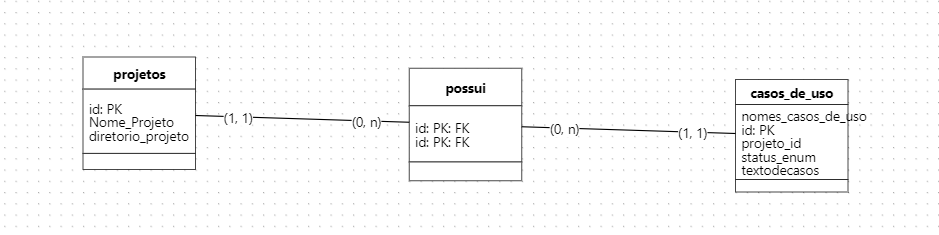 projetos
id: PK
Nome_Projeto
diretorio_projeto
(1, 1)
(0, n)
possui
id: PK: FK
id: PK: FK
(0, n)
(1, 1)
casos_de_uso
nomes_casos_de_uso
id: PK
projeto_id
status_enum
textodecasos